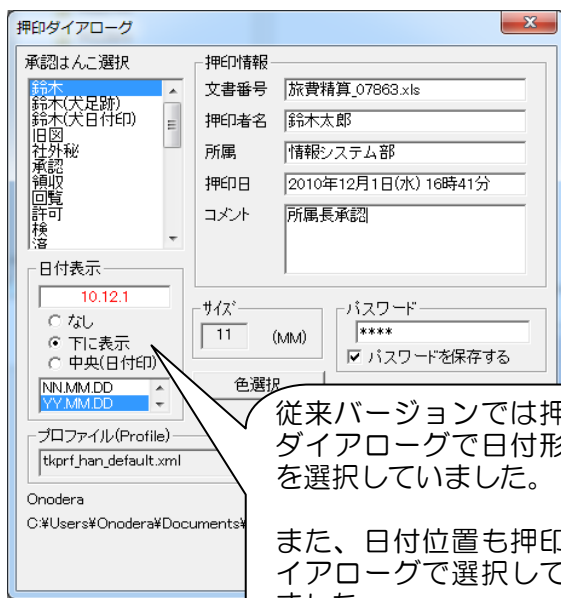 押印ダイアローグ
承認はんこ選択
鈴木
鈴木(犬足跡)
鈴木(犬日付印)
旧図
社外秘
承認
領収
回覧
許可
検
済
押印情報
文書番号 旅費精算_07863.xls
押印者名 鈴木太郎
所属 情報システム部
押印日 2010年12月1日(水) 16時41分
コメント 所属長承認
日付表示
10.12.1
なし
下に表示
中央(日付印)
NN.MM.DD
YY.MM.DD
サイズ
11 (MM)
パスワード
****
パスワードを保存する
色選択
プロファイル(Profile)
tkprf_han_default.xml
Onodera
C:¥Users¥Onodera¥Documents¥
従来バージョンでは押
ダイアローグで日付形
を選択していました。
また、日付位置も押印
イアローグで選択して
ました